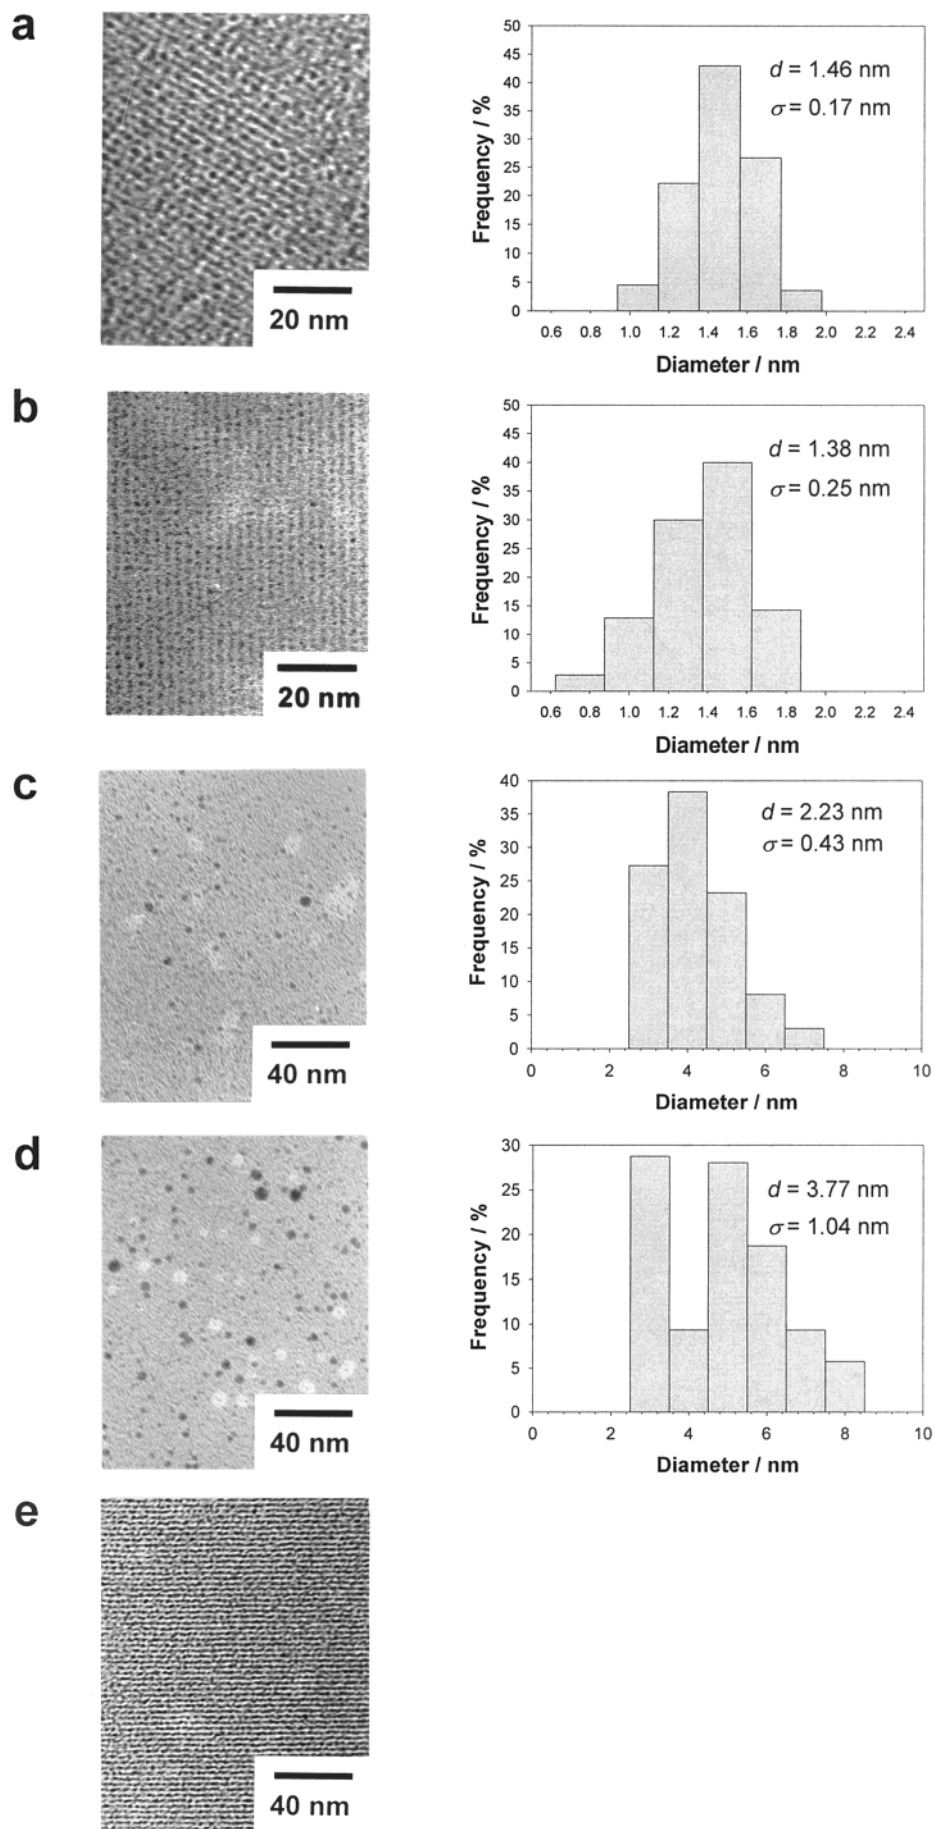 a
50
45
40
35
30
25
20
15
10
5
0
Frequency / %
d = 1.46 nm
σ = 0.17 nm
0.6 0.8 1.0 1.2 1.4 1.6 1.8 2.0 2.2 2.4
Diameter / nm
20 nm
b
50
40
30
20
10
5
0
Frequency / %
d = 1.38 nm
σ = 0.25 nm
0.6 0.8 1.0 1.2 1.4 1.6 1.8 2.0 2.2 2.4
Diameter / nm
20 nm
c
40
35
30
25
20
15
10
5
0
Frequency / %
d = 2.23 nm
σ = 0.43 nm
0 2 4 6 8 10
Diameter / nm
40 nm
d
30
25
20
15
10
5
0
Frequency / %
d = 3.77 nm
σ = 1.04 nm
0 2 4 6 8 10
Diameter / nm
40 nm
e
40 nm